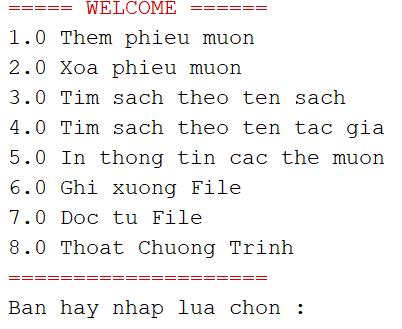 ===== WELCOME ======
1.0 Them phieu muon
2.0 Xoa phieu muon
3.0 Tim sach theo ten sach
4.0 Tim sach theo ten tac gia
5.0 In thong tin cac the muon
6.0 Ghi xuong File
7.0 Doc tu File
8.0 Thoat Chuong Trinh
====================
Ban hay nhap lua chon :